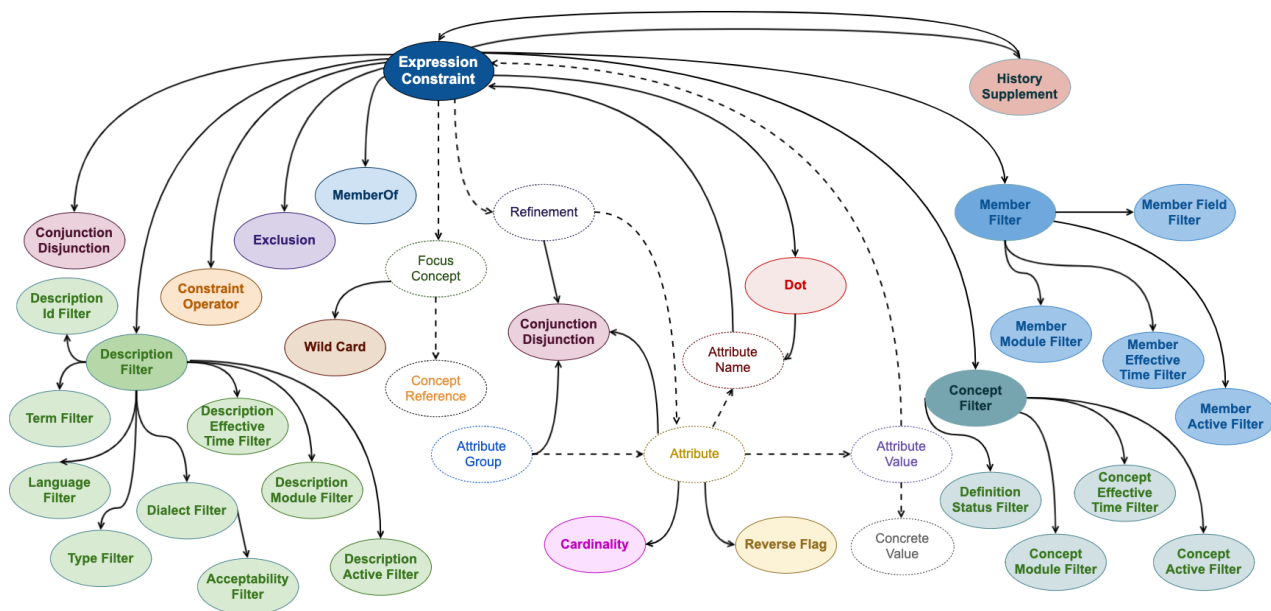 Expression
Constraint
History
Supplement
MemberOf
Refinement
Member
Filter
Member Field
Filter
Conjunction
Disjunction
Exclusion
Focus
Concept
Constraint
Operator
Dot
Description
Id Filter
Wild Card
Conjunction
Disjunction
Attribute
Name
Member
Module Filter
Member
Effective
Time Filter
Description
Filter
Concept
Reference
Concept
Filter
Member
Active Filter
Term Filter
Description
Effective
Time Filter
Attribute
Group
Attribute
Attribute
Value
Language
Filter
Description
Module Filter
Dialect Filter
Definition
Status Filter
Concept
Effective
Time Filter
Type Filter
Acceptability
Filter
Description
Active Filter
Cardinality
Reverse Flag
Concrete
Value
Concept
Module Filter
Concept
Active Filter